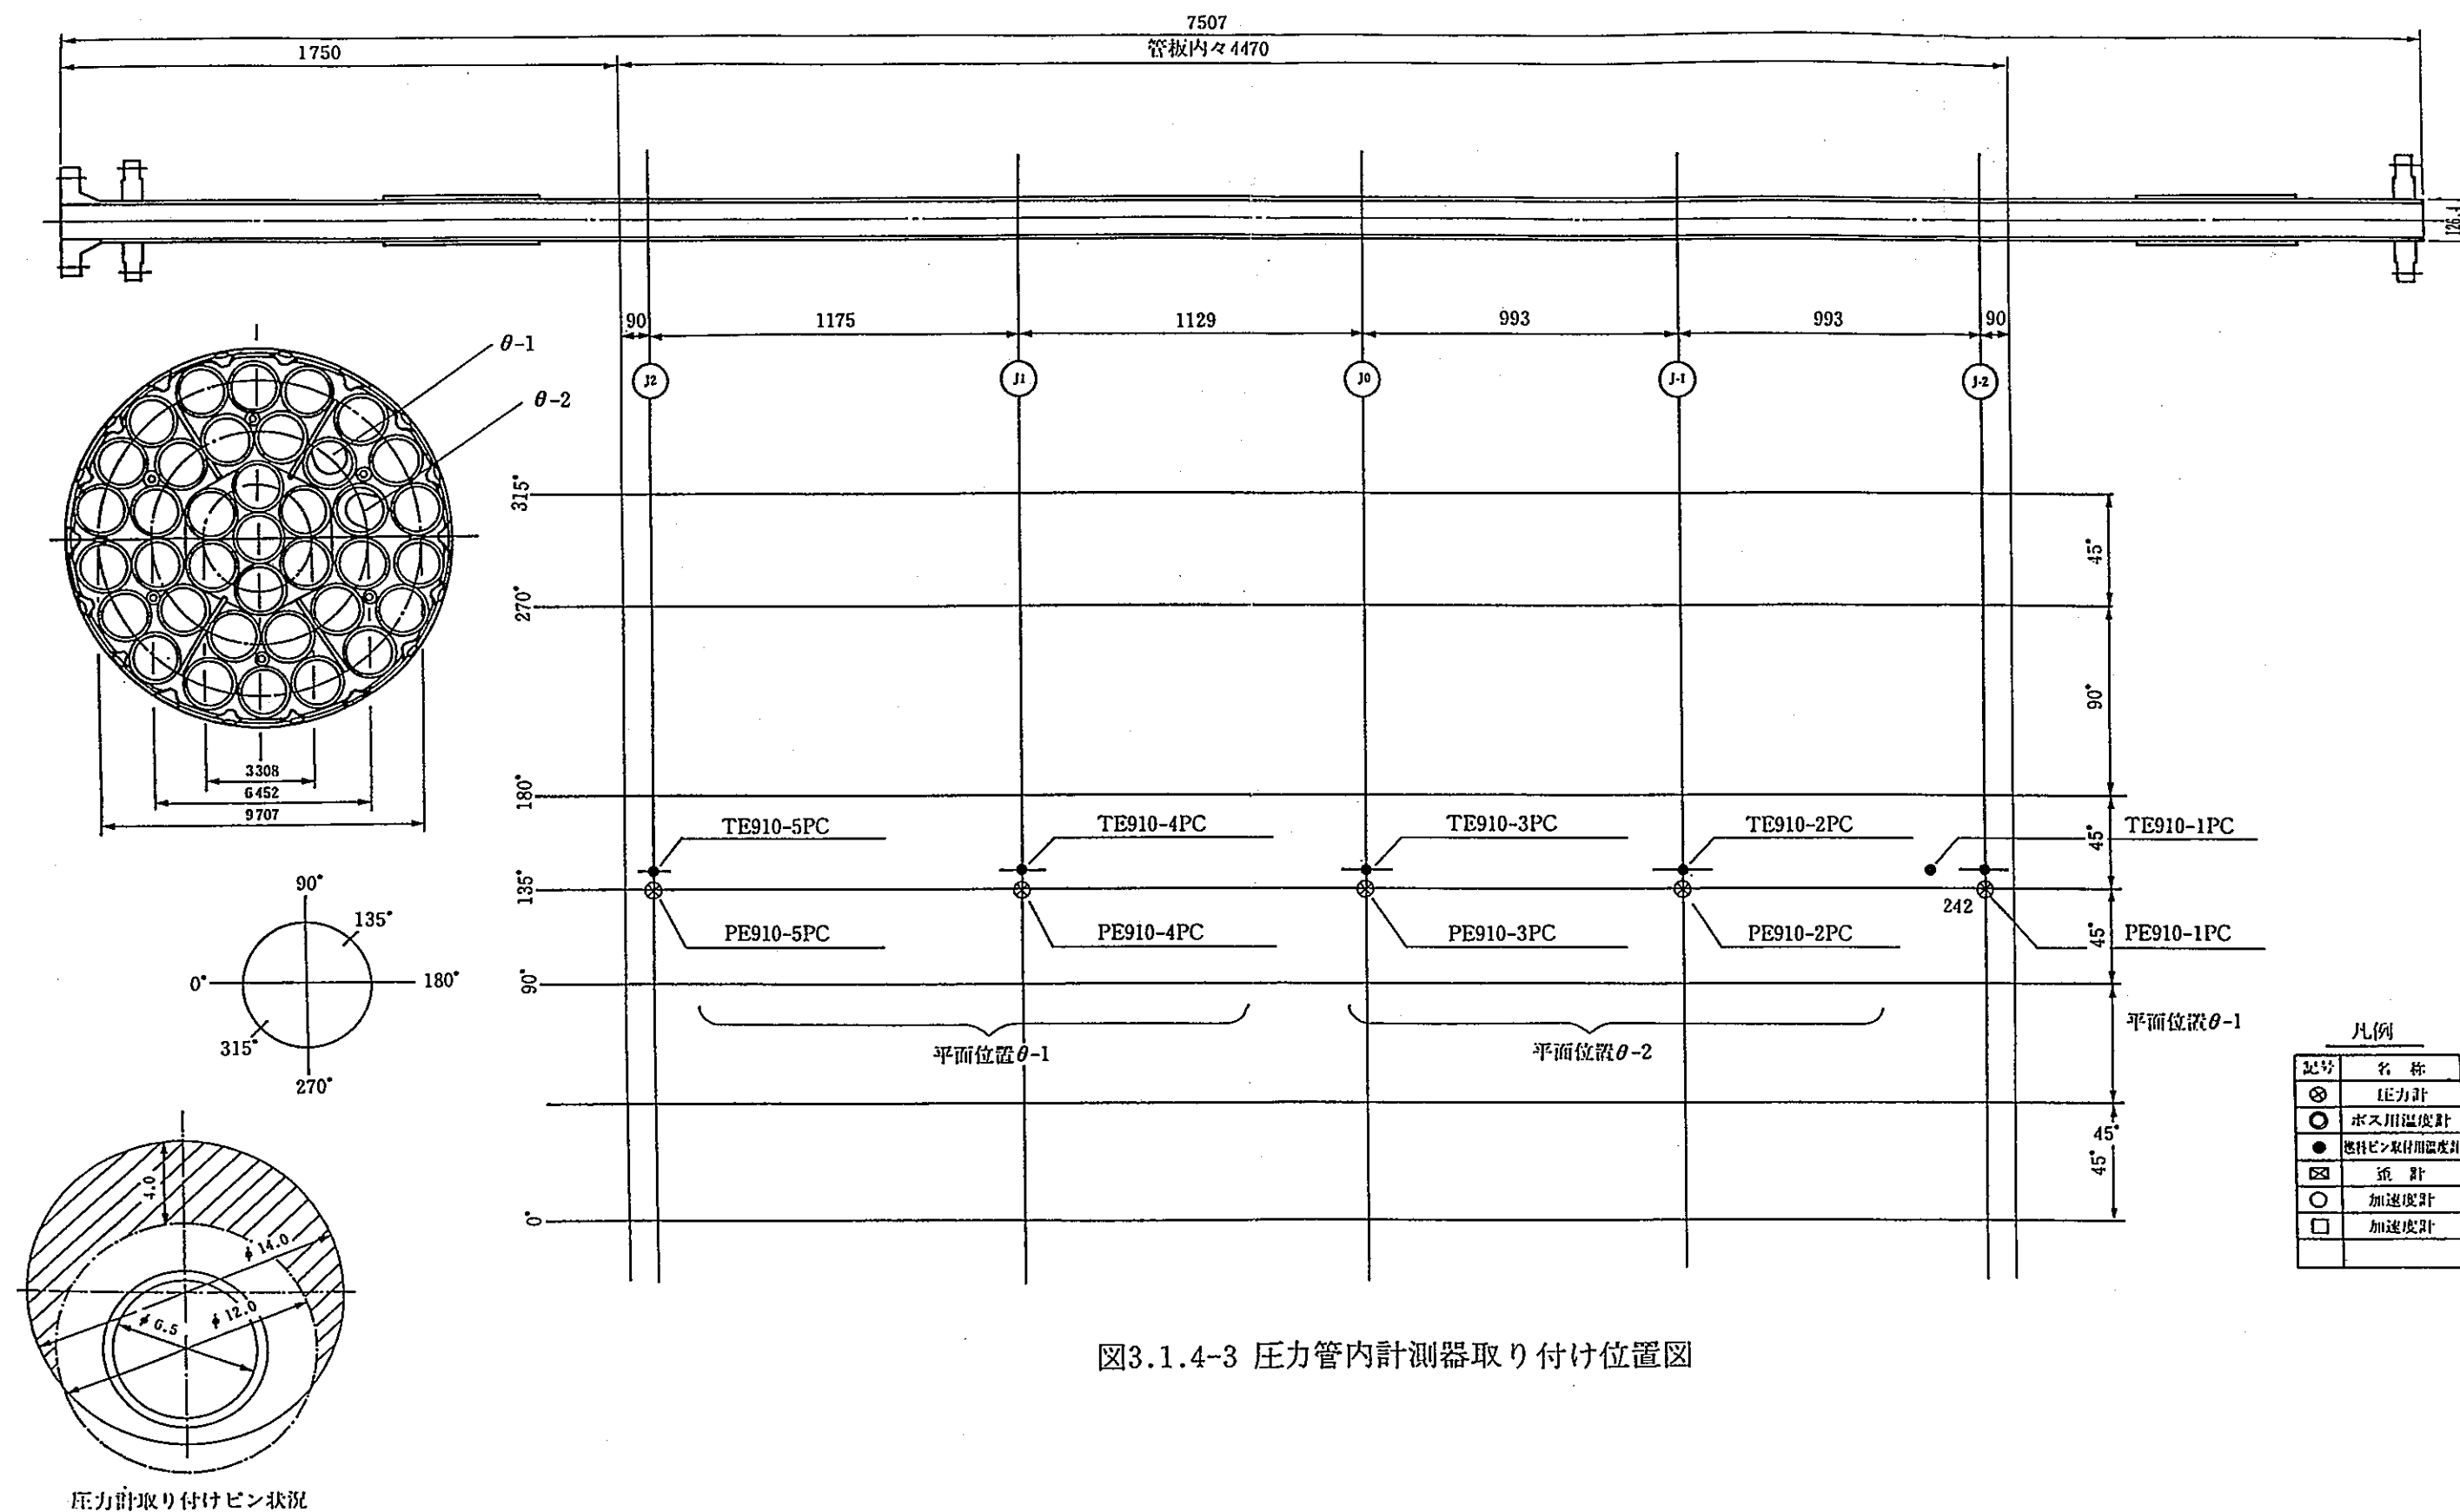 7507
1750
管板内々4470
126.4
90
1175
1129
993
993
90
J2
J1
J0
J-1
J-2
θ-1
θ-2
3308
6452
9707
315°
270°
180°
135°
90°
0°
45°
90°
45°
45°
45°
45°
TE910-5PC
TE910-4PC
TE910-3PC
TE910-2PC
TE910-1PC
PE910-5PC
PE910-4PC
PE910-3PC
PE910-2PC
242
PE910-1PC
平面位置θ-1
平面位置θ-2
平面位置θ-1
90°
135°
0°
180°
315°
270°
4.0
φ14.0
φ12.0
φ6.5
圧力計取り付けピン状況
凡例
記号 名 称
圧力計
ボス用温度計
燃料ピン取付用温度計
加速度計
加速度計
図3.1.4-3 圧力管内計測器取り付け位置図